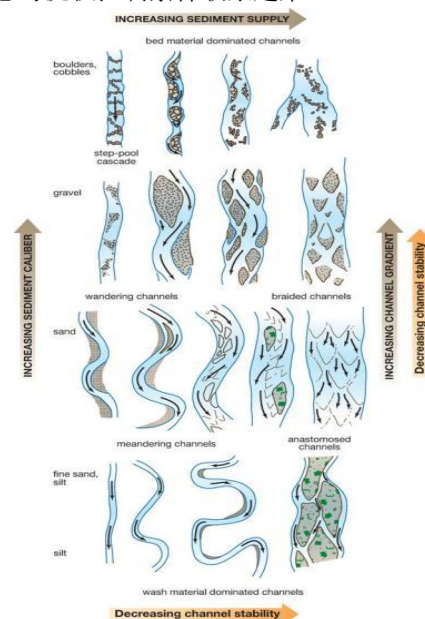 INCREASING SEDIMENT SUPPLY
bed material dominated channels
boulders,
cobbles
step-pool
cascade
gravel
wandering channels
braided channels
sand
meandering channels
anastomosed
channels
fine sand,
silt
silt
wash material dominated channels
Decreasing channel stability
INCREASING SEDIMENT CALIBER
INCREASING CHANNEL GRADIENT
Decreasing channel stability